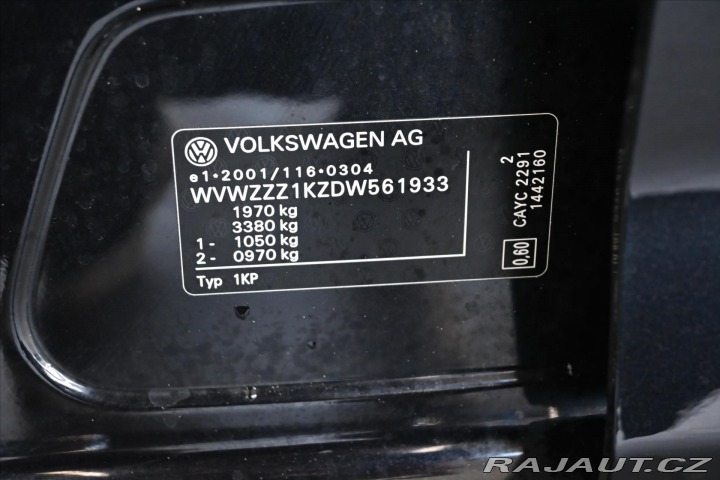 VOLKSWAGEN AG
e1*2001/116*0304
WVWZZZ1KZDW561933
1970 kg
3380 kg
1 - 1050 kg
2 - 0970 kg
Typ 1KP
2
CAYC 2291
1442160
0,60
RAJAUT.CZ